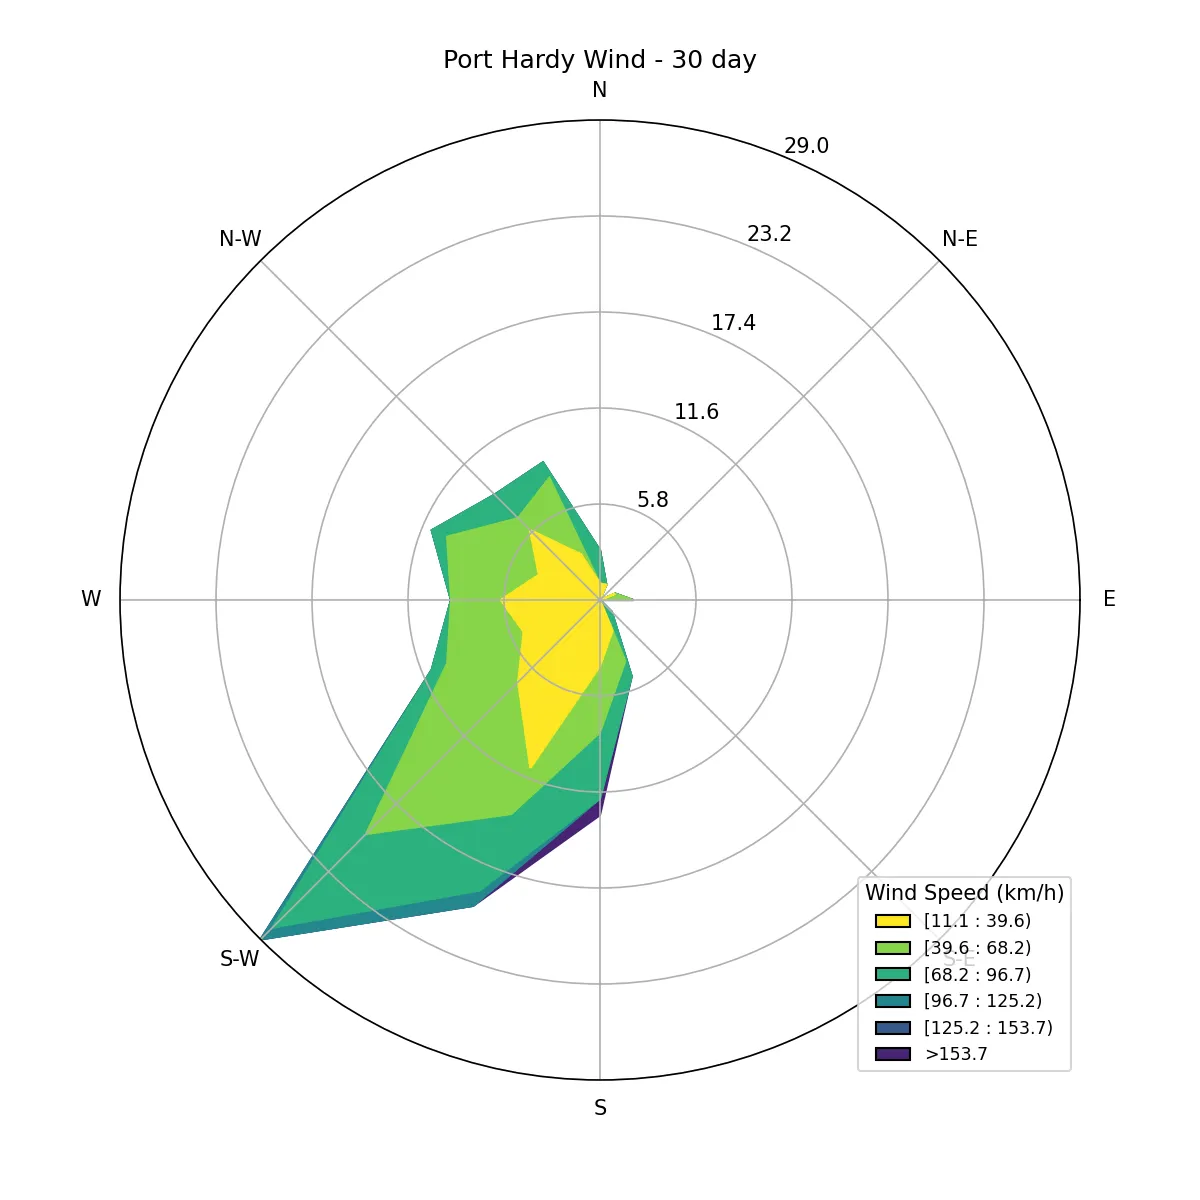 Port Hardy Wind - 30 day
N
29.0
23.2
N-W
N-E
17.4
11.6
5.8
W
E
Wind Speed (km/h)
[11.1 : 39.6)
[39.6 : 68.2)
S-W
S-E
[68.2 : 96.7)
[96.7 : 125.2)
[125.2 : 153.7)
>153.7
S